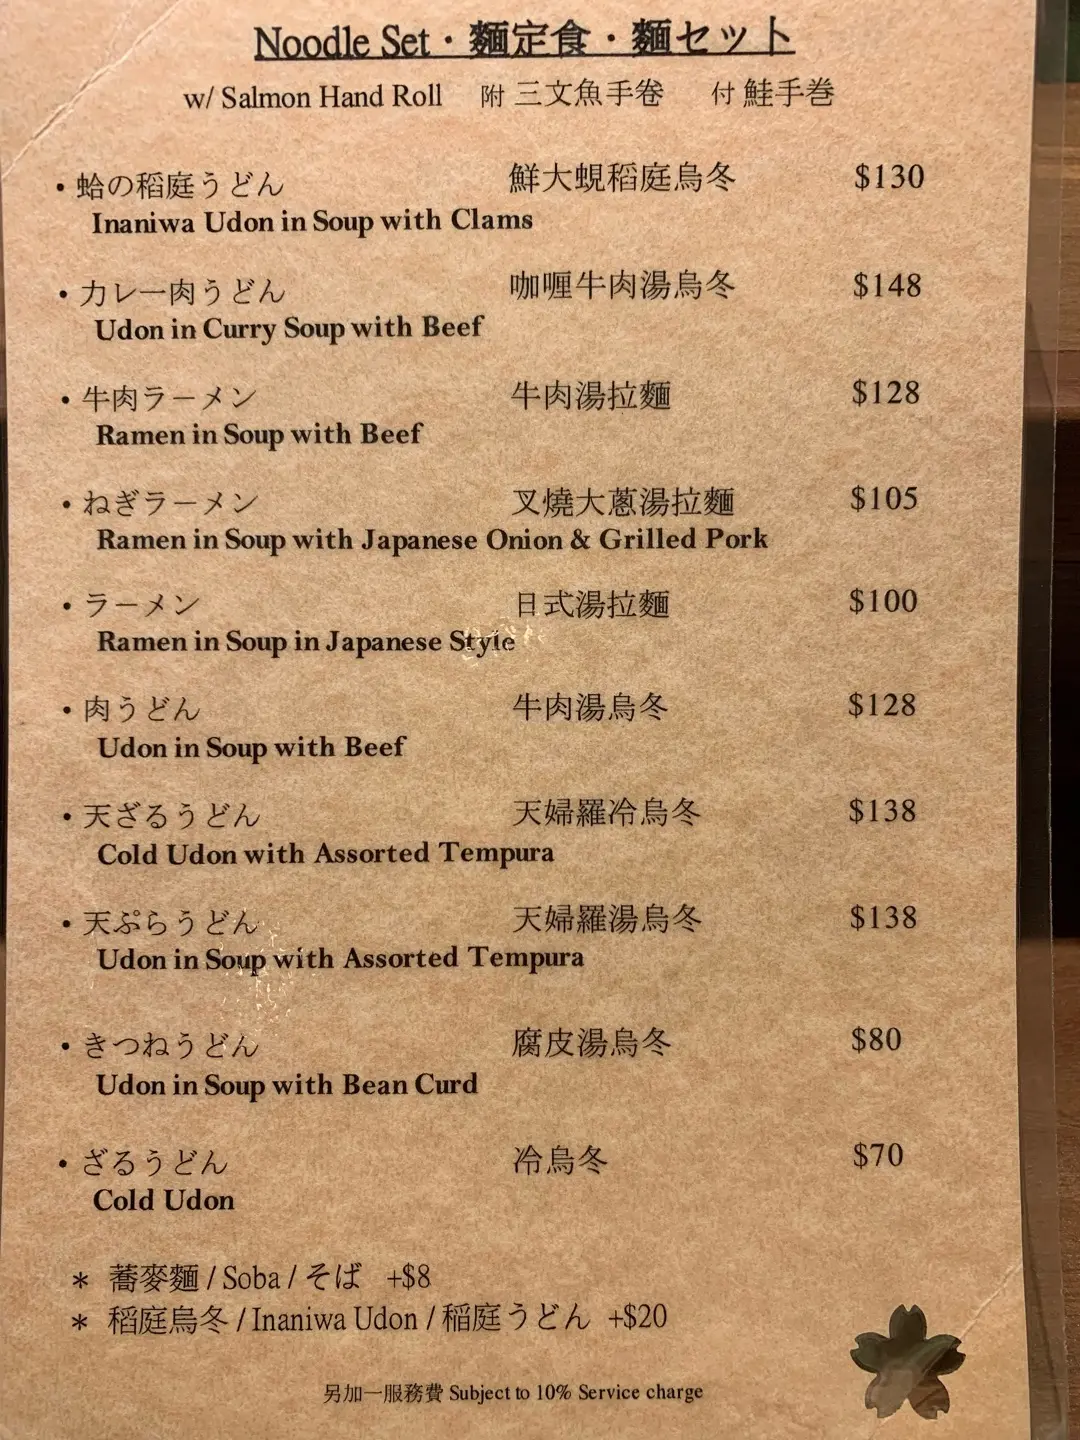 Noodle Set・麵定食・麵セット
w/ Salmon Hand Roll 附 三文魚手卷 付 鮭手巻
・蛤の稲庭うどん 鮮大蜆稻庭烏冬 $130
Inaniwa Udon in Soup with Clams
・カレー肉うどん 咖喱牛肉湯烏冬 $148
Udon in Curry Soup with Beef
・牛肉ラーメン 牛肉湯拉麵 $128
Ramen in Soup with Beef
・ねぎラーメン 叉燒大蔥湯拉麵 $105
Ramen in Soup with Japanese Onion & Grilled Pork
・ラーメン 日式湯拉麵 $100
Ramen in Soup in Japanese Style
・肉うどん 牛肉湯烏冬 $128
Udon in Soup with Beef
・天ざるうどん 天婦羅冷烏冬 $138
Cold Udon with Assorted Tempura
・天ぷらうどん 天婦羅湯烏冬 $138
Udon in Soup with Assorted Tempura
・きつねうどん 腐皮湯烏冬 $80
Udon in Soup with Bean Curd
・ざるうどん 冷烏冬 $70
Cold Udon
* 蕎麥麵 / Soba / そば +$8
* 稻庭烏冬 / Inaniwa Udon / 稲庭うどん +$20
另加一服務費 Subject to 10% Service charge